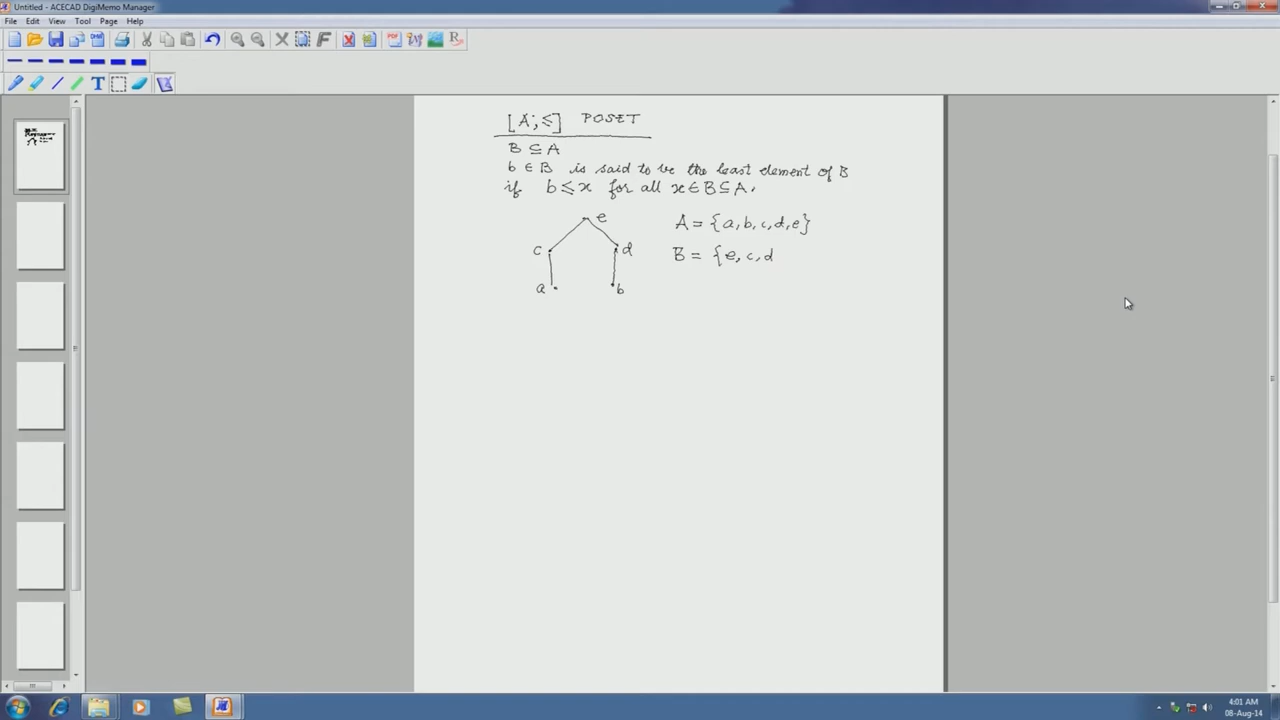 Untitled - ACECAD DigiMemo Manager
File Edit View Tool Page Help
[A; ≤] POSET
B ⊆ A
b ∈ B is said to be the least element of B
if b ≤ x for all x ∈ B ⊆ A.
e
c
d
a
b
A = {a, b, c, d, e}
B = {e, c, d
4:01 AM
08-Aug-14